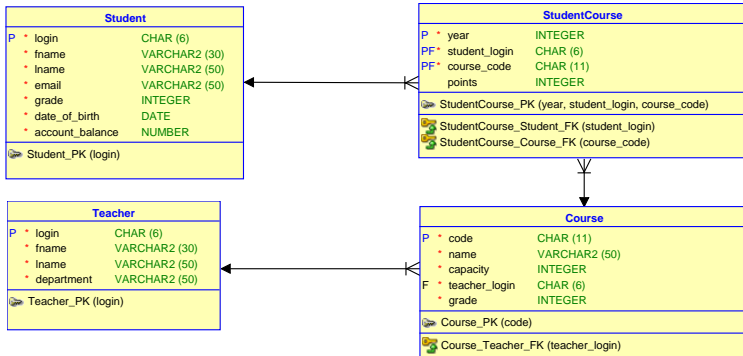 Student
P * login CHAR (6)
* fname VARCHAR2 (30)
* lname VARCHAR2 (50)
* email VARCHAR2 (50)
* grade INTEGER
* date_of_birth DATE
* account_balance NUMBER
Student_PK (login)
StudentCourse
P * year INTEGER
PF* student_login CHAR (6)
PF* course_code CHAR (11)
points INTEGER
StudentCourse_PK (year, student_login, course_code)
StudentCourse_Student_FK (student_login)
StudentCourse_Course_FK (course_code)
Teacher
P * login CHAR (6)
* fname VARCHAR2 (30)
* lname VARCHAR2 (50)
* department VARCHAR2 (50)
Teacher_PK (login)
Course
P * code CHAR (11)
* name VARCHAR2 (50)
* capacity INTEGER
F * teacher_login CHAR (6)
* grade INTEGER
Course_PK (code)
Course_Teacher_FK (teacher_login)